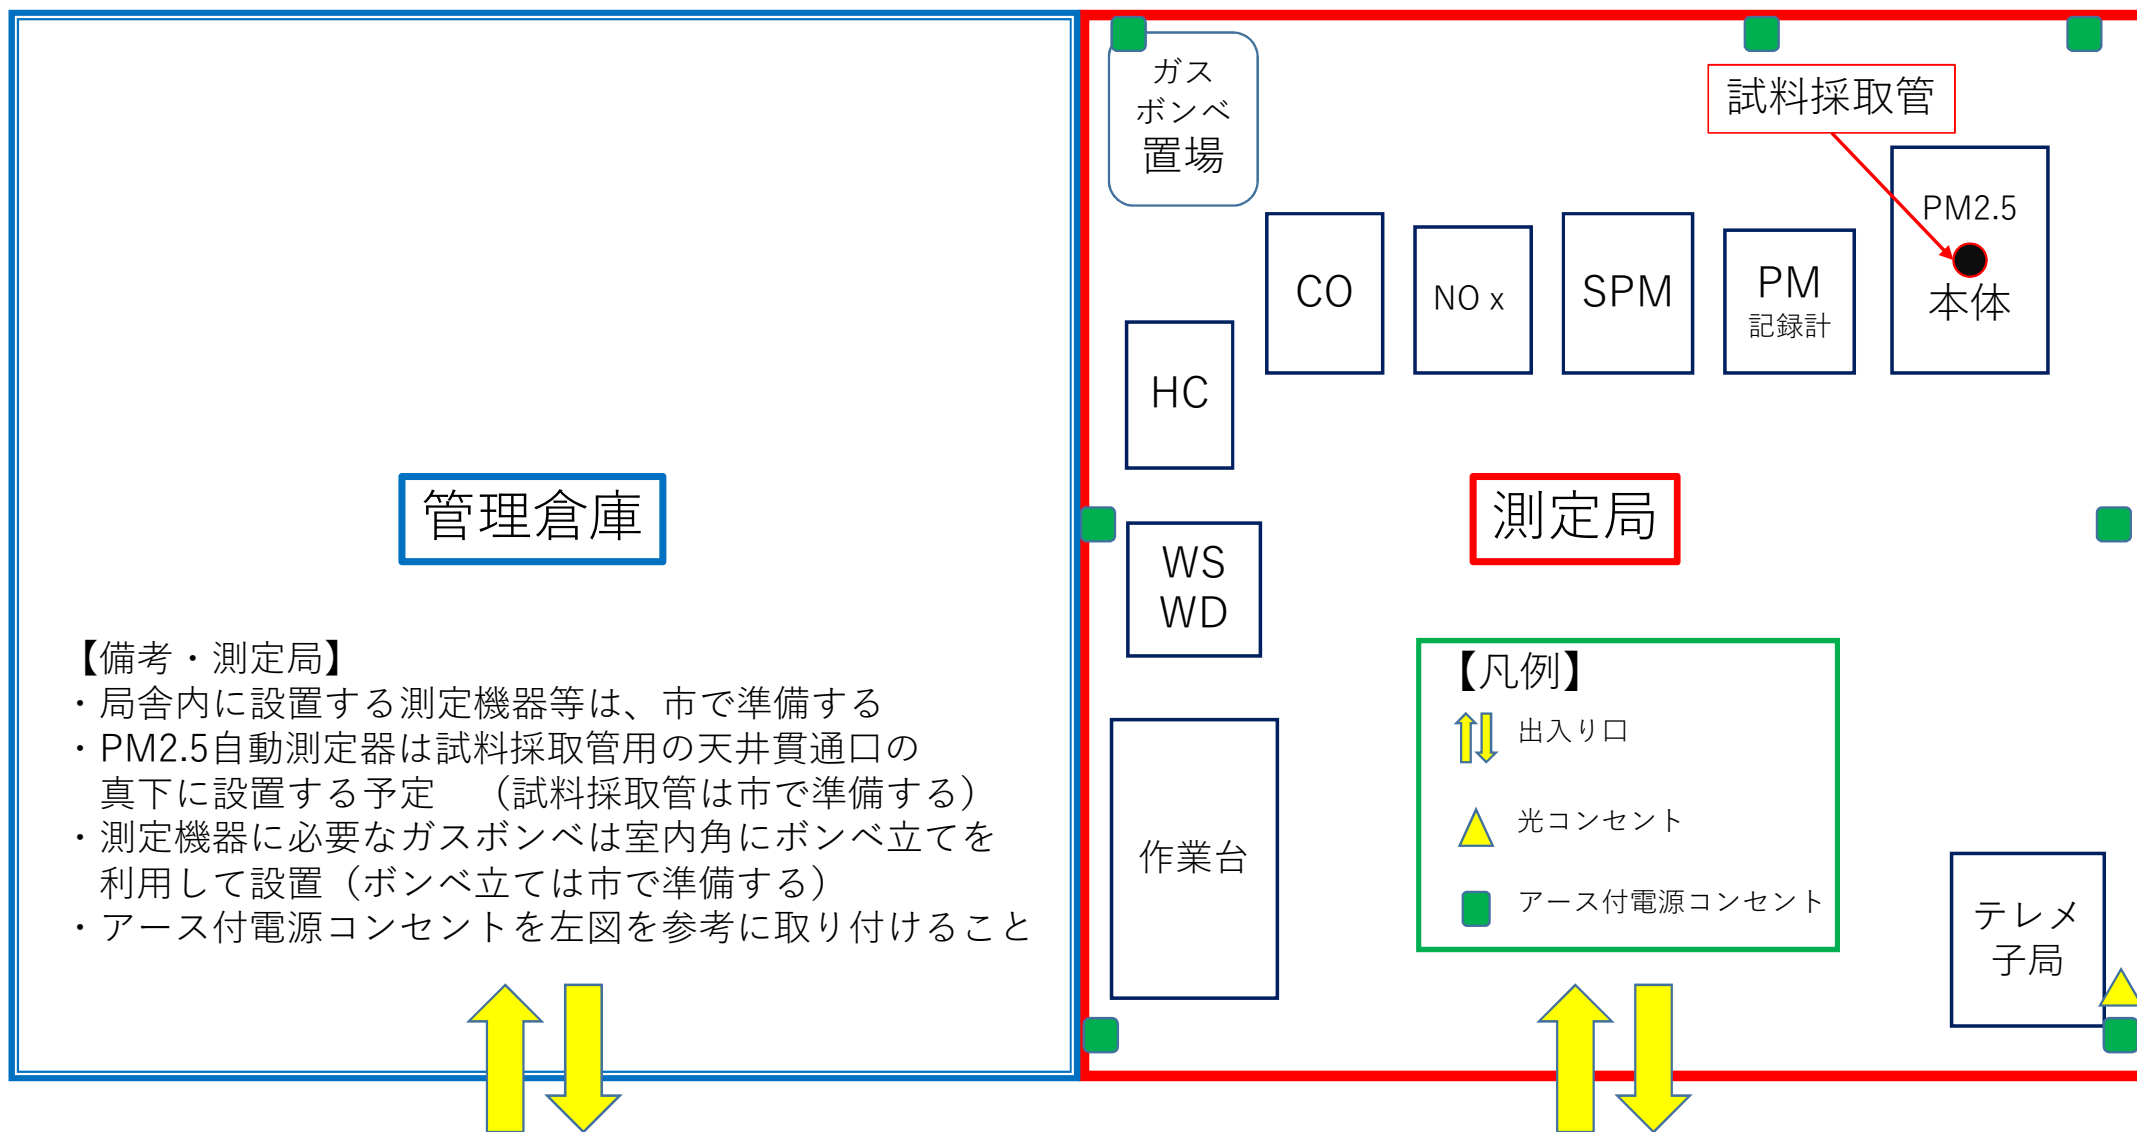 管理倉庫
【備考・測定局】
・局舎内に設置する測定機器等は、市で準備する
・PM2.5自動測定器は試料採取管用の天井貫通口の
真下に設置する予定　（試料採取管は市で準備する）
・測定機器に必要なガスボンベは室内角にボンベ立てを
利用して設置（ボンベ立ては市で準備する）
・アース付電源コンセントを左図を参考に取り付けること
ガス
ボンベ
置場
試料採取管
CO
NO x
SPM
PM
記録計
PM2.5
本体
HC
測定局
WS
WD
作業台
【凡例】
出入り口
光コンセント
アース付電源コンセント
テレメ
子局